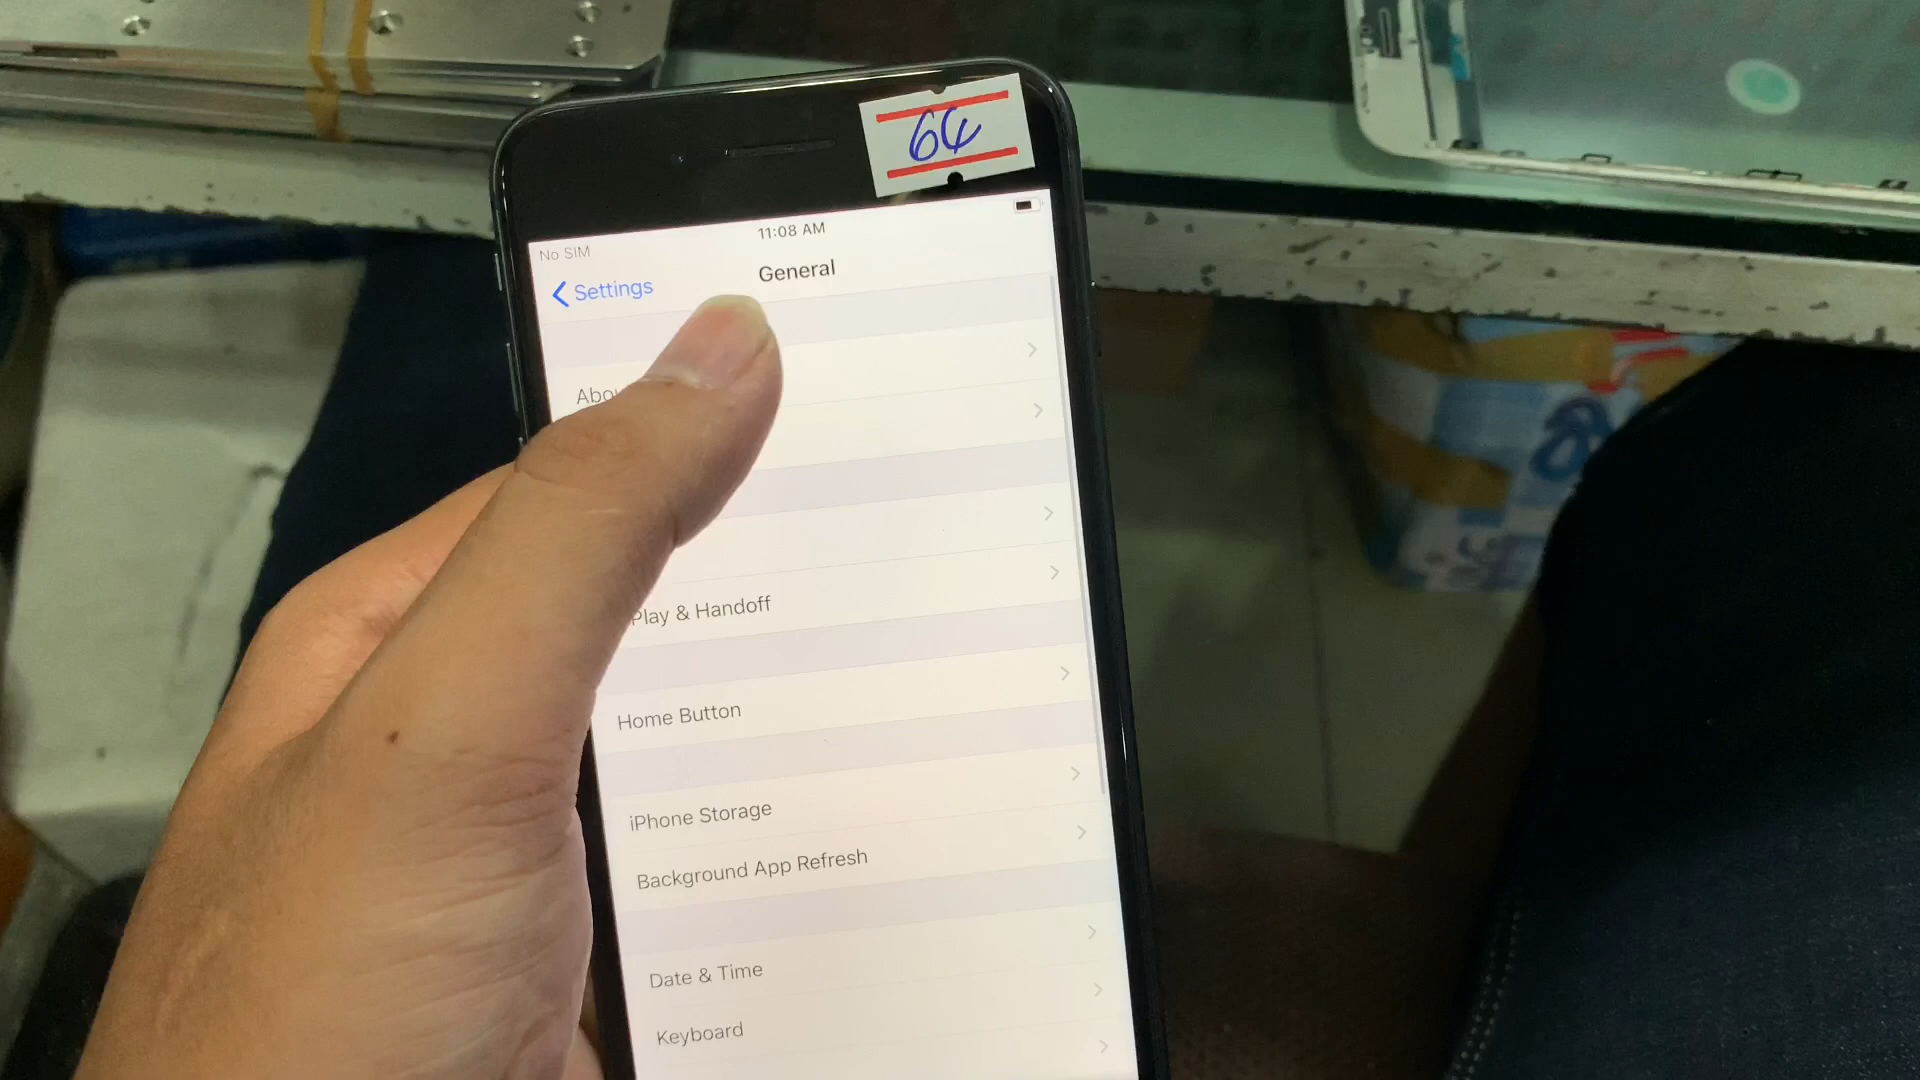 64
No SIM
11:08 AM
Settings
General
Abou
Play & Handoff
Home Button
iPhone Storage
Background App Refresh
Date & Time
Keyboard